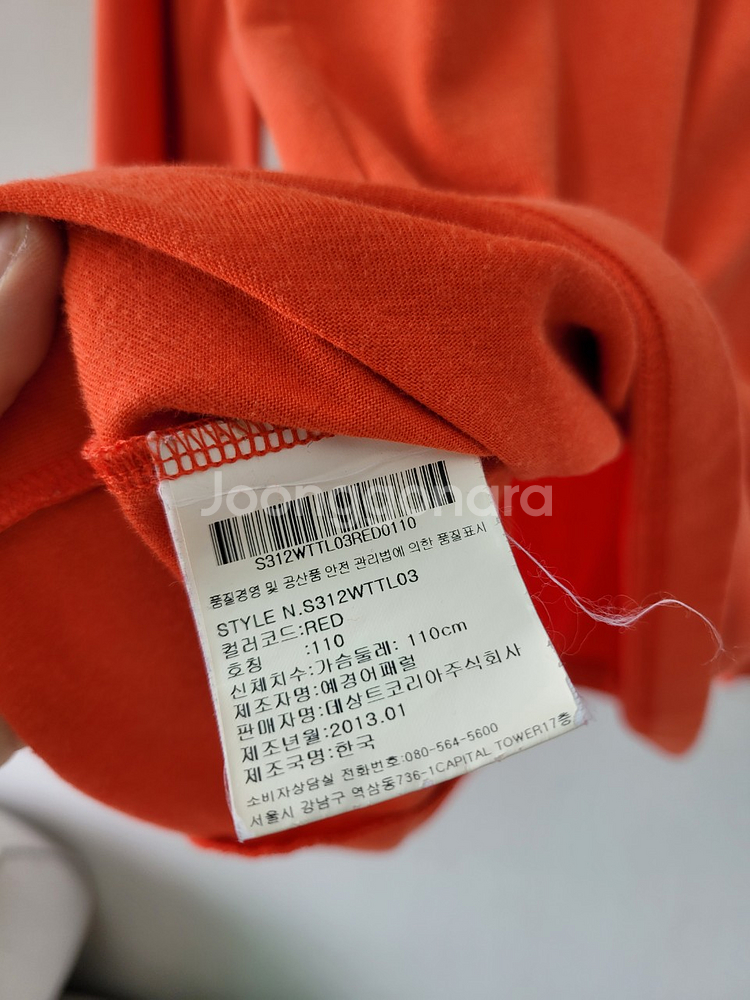 Joongonara
S312WTTL03RED0110
품질경영 및 공산품 안전 관리법에 의한 품질표시
STYLE N.S312WTTL03
컬러코드:RED
호칭 :110
신체치수:가슴둘레: 110cm
제조자명:예경어패럴
판매자명:데상트코리아주식회사
제조년월:2013.01
제조국명:한국
소비자상담실 전화번호:080-564-5600
서울시 강남구 역삼동736-1CAPITAL TOWER17층